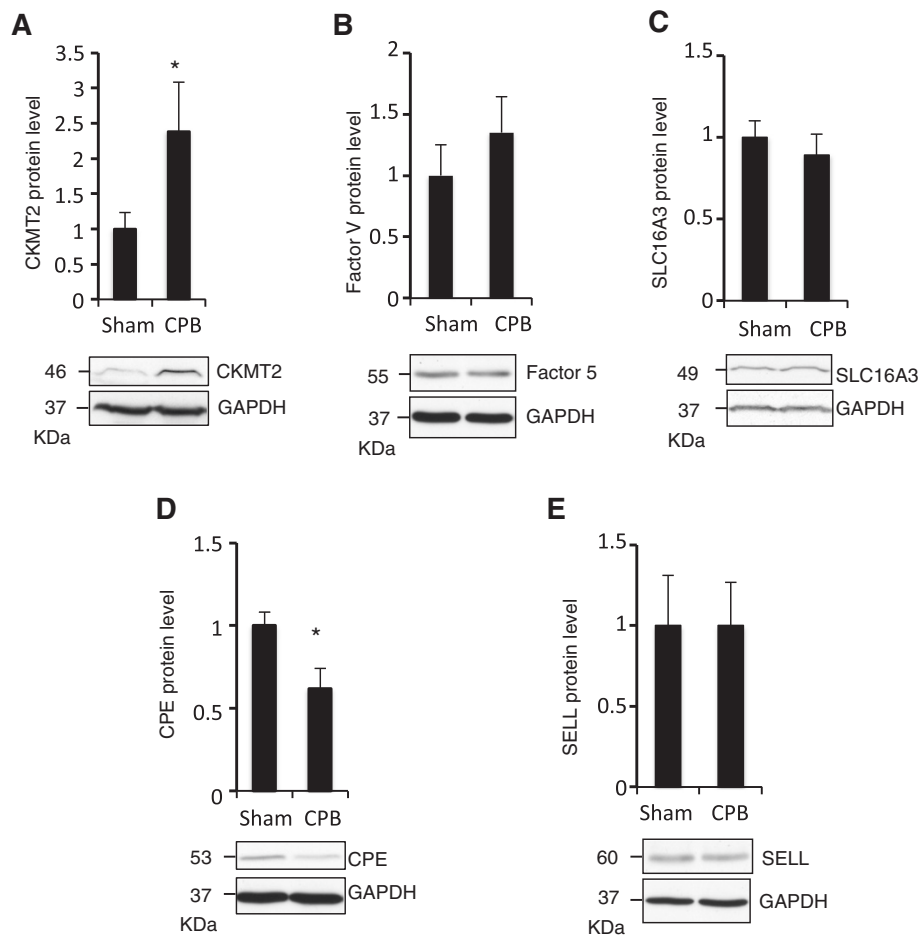 A
CKMT2 protein level
3.5
3
2.5
2
1.5
1
0.5
0
*
Sham CPB
46 CKMT2
37 GAPDH
KDa
B
Factor V protein level
2
1.5
1
0.5
0
Sham CPB
55 Factor 5
37 GAPDH
KDa
C
SLC16A3 protein level
1.5
1
0.5
0
Sham CPB
49 SLC16A3
37 GAPDH
KDa
D
CPE protein level
1.5
1
0.5
0
*
Sham CPB
53 CPE
37 GAPDH
KDa
E
SELL protein level
1.5
1
0.5
0
Sham CPB
60 SELL
37 GAPDH
KDa